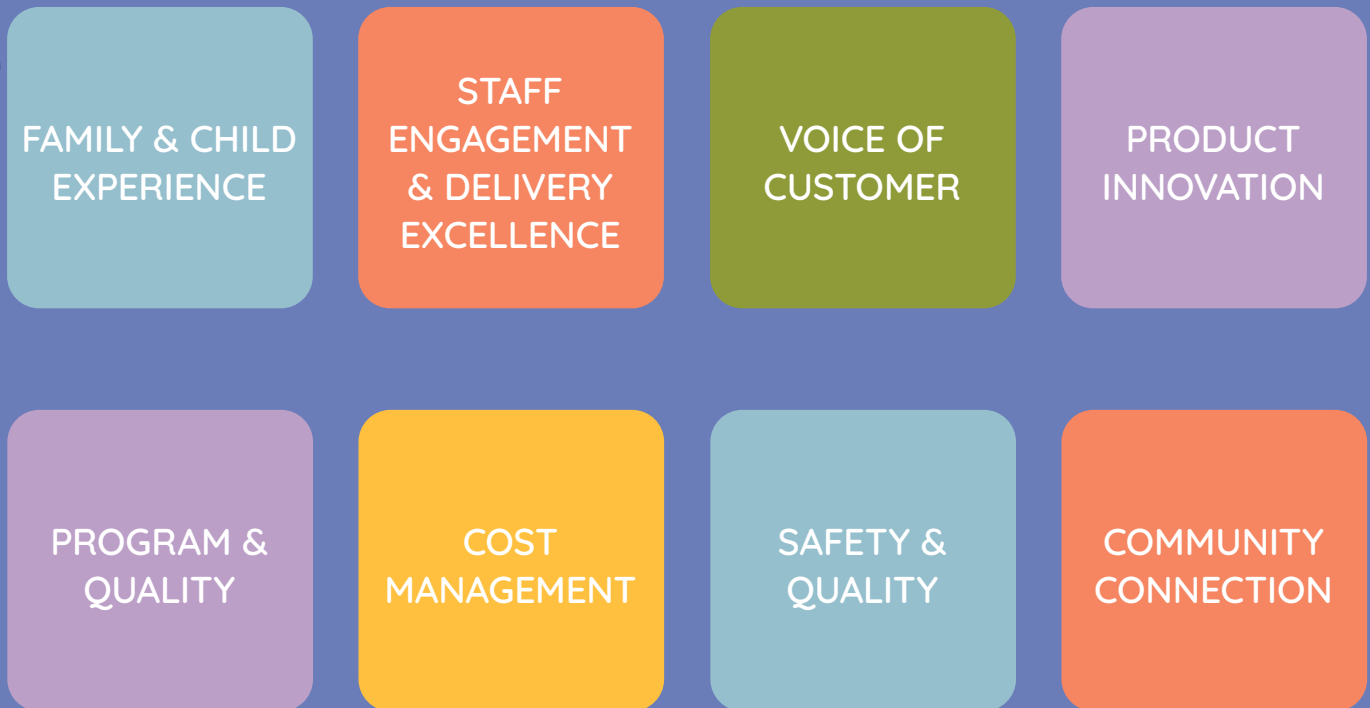 FAMILY & CHILD
EXPERIENCE
STAFF
ENGAGEMENT
& DELIVERY
EXCELLENCE
VOICE OF
CUSTOMER
PRODUCT
INNOVATION
PROGRAM &
QUALITY
COST
MANAGEMENT
SAFETY &
QUALITY
COMMUNITY
CONNECTION